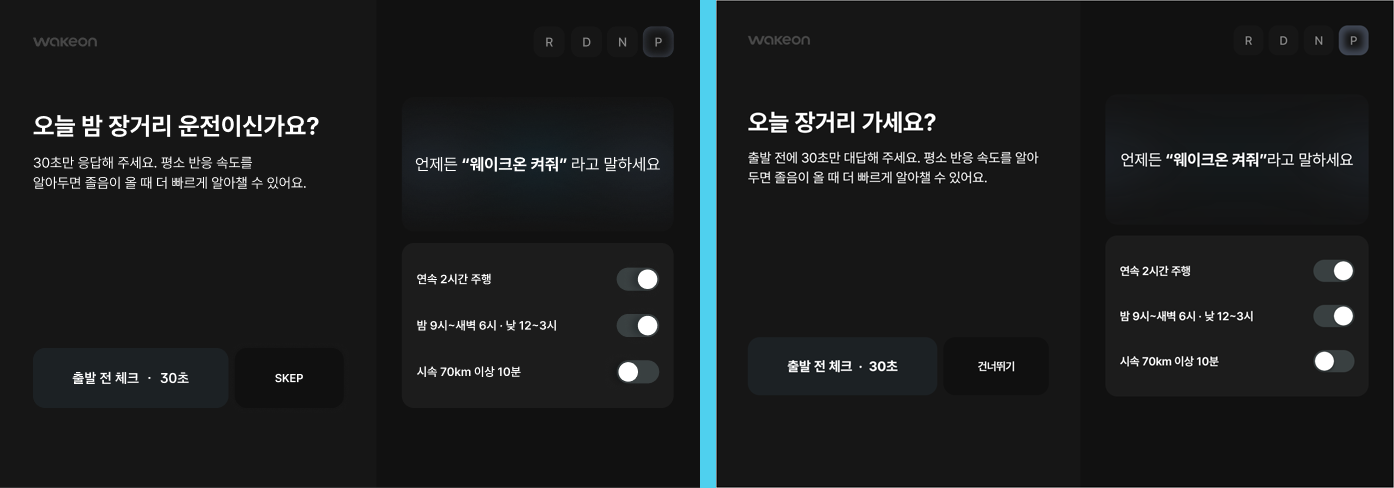 wakeon
R D N P
오늘 밤 장거리 운전이신가요?
30초만 응답해 주세요. 평소 반응 속도를
알아두면 졸음이 올 때 더 빠르게 알아챌 수 있어요.
출발 전 체크 · 30초
SKEP
언제든 “웨이크온 켜줘” 라고 말하세요
연속 2시간 주행
밤 9시~새벽 6시 · 낮 12~3시
시속 70km 이상 10분
wakeon
R D N P
오늘 장거리 가세요?
출발 전에 30초만 대답해 주세요. 평소 반응 속도를 알아
두면 졸음이 올 때 더 빠르게 알아챌 수 있어요.
출발 전 체크 · 30초
건너뛰기
언제든 “웨이크온 켜줘”라고 말하세요
연속 2시간 주행
밤 9시~새벽 6시 · 낮 12~3시
시속 70km 이상 10분